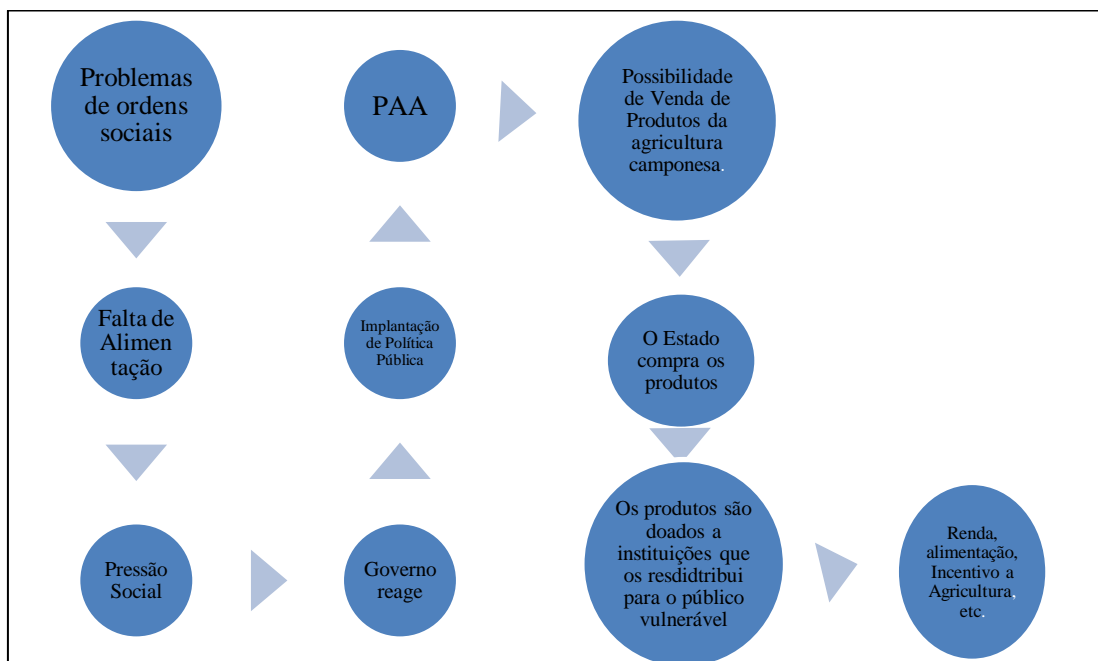 Problemas
de ordens
sociais
Falta de
Alimen
tação
Pressão
Social
Governo
reage
Implantação
de Política
Pública
PAA
Possibilidade
de Venda de
Produtos da
agricultura
camponesa.
O Estado
compra os
produtos
Os produtos são
doados a
instituições que
os resdidtribui
para o público
vulnerável
Renda,
alimentação,
Incentivo a
Agricultura,
etc.